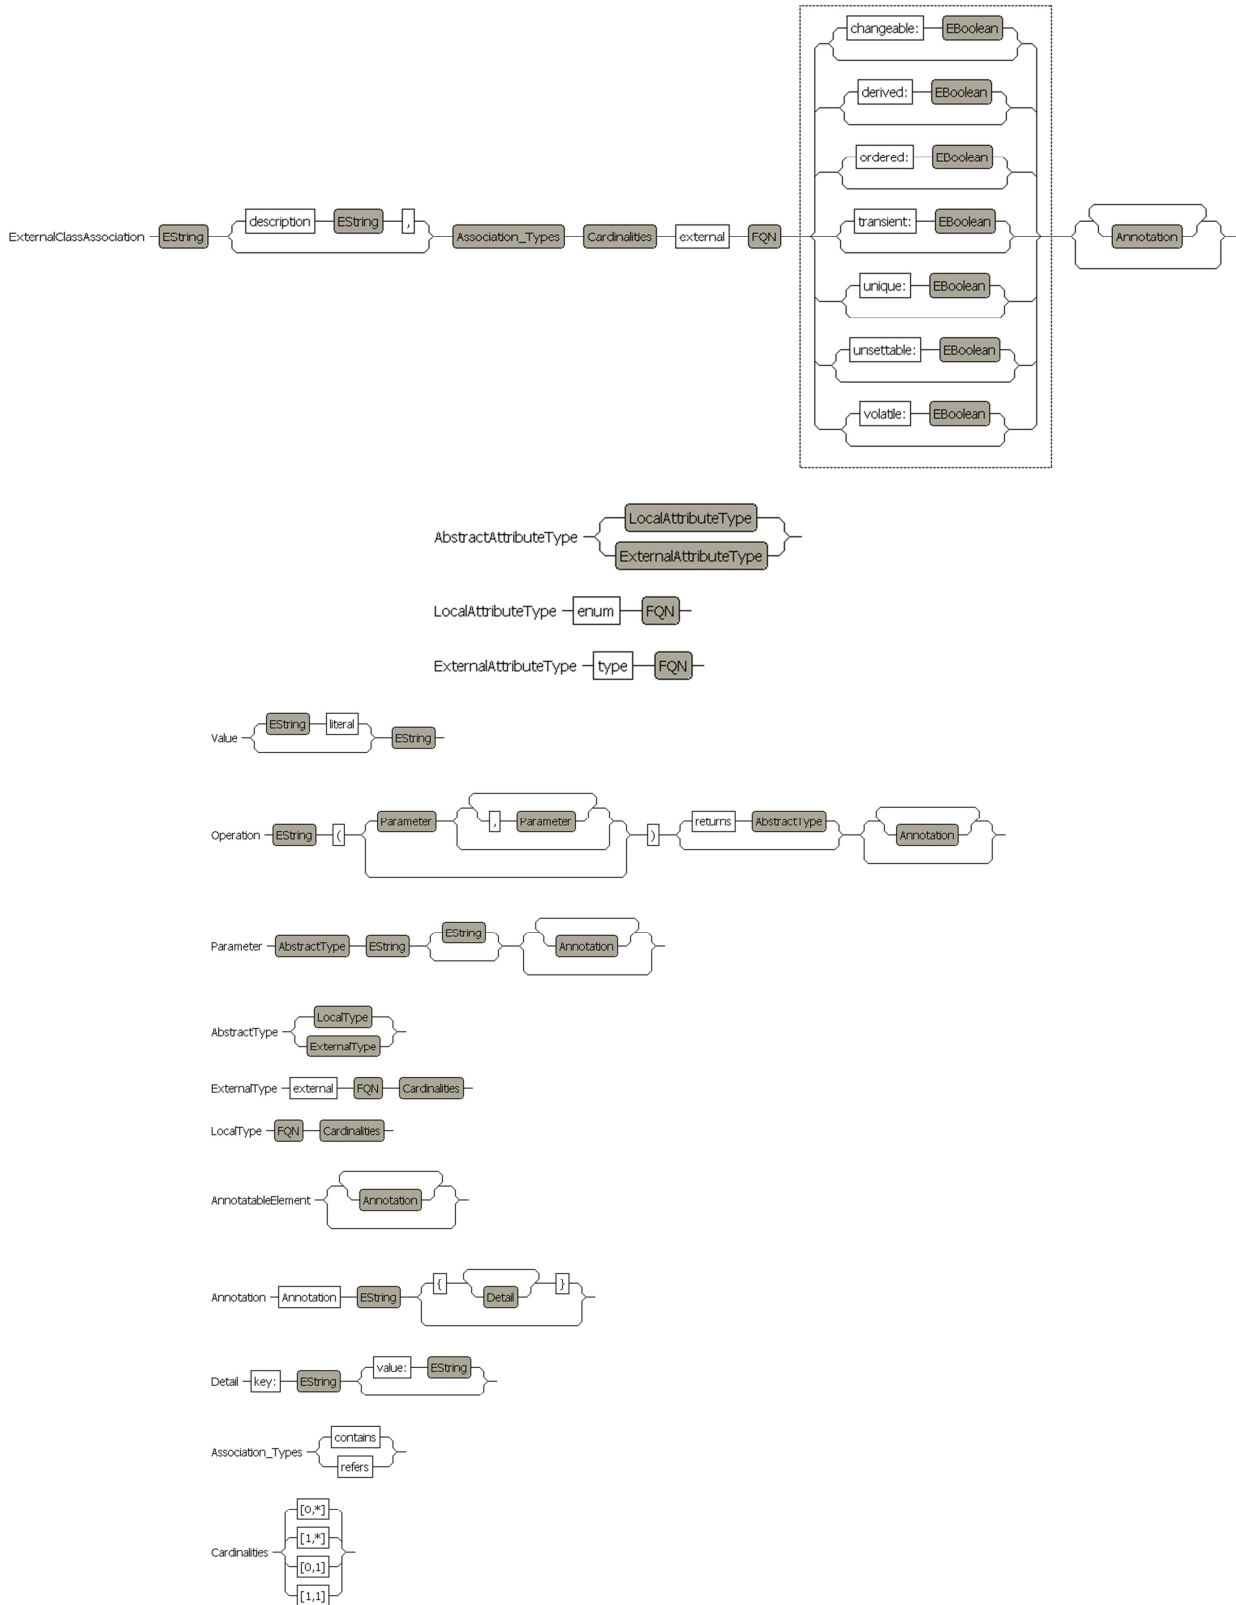 changeable: EBoolean
derived: EBoolean
ordered: EBoolean
ExternalClassAssociation EString description EString , Association_Types Cardinalities external FQN transient: EBoolean Annotation
unique: EBoolean
unsettable: EBoolean
volatile: EBoolean
AbstractAttributeType LocalAttributeType
ExternalAttributeType
LocalAttributeType enum FQN
ExternalAttributeType type FQN
Value EString literal EString
Operation EString ( Parameter , Parameter ) returns AbstractType Annotation
Parameter AbstractType EString EString Annotation
AbstractType LocalType
ExternalType
ExternalType external FQN Cardinalities
LocalType FQN Cardinalities
AnnotatableElement Annotation
Annotation Annotation EString { Detail }
Detail key: EString value: EString
Association_Types contains
refers
Cardinalities [0,*]
[1,*]
[0,1]
[1,1]